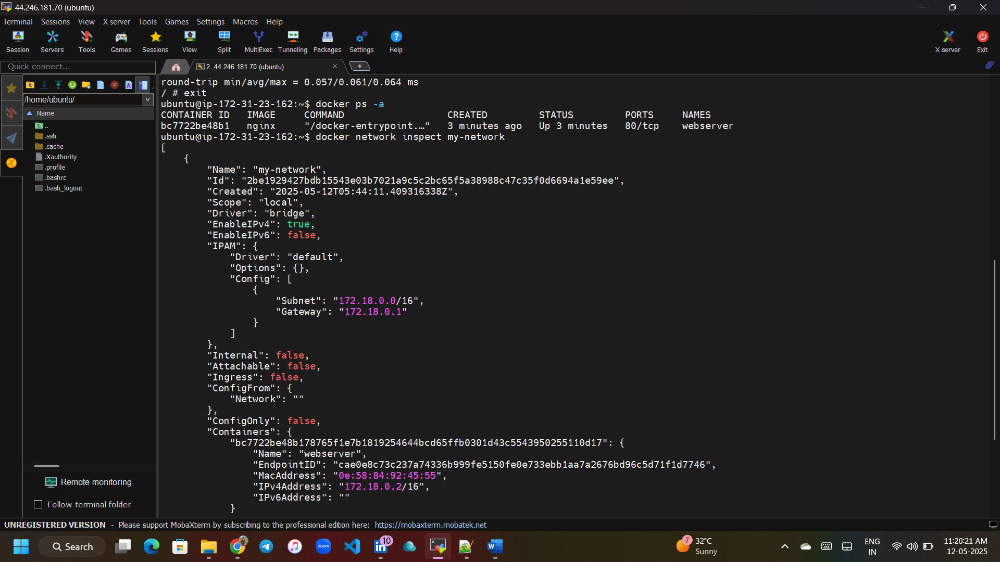 44.246.181.70 (ubuntu)
Terminal Sessions View X server Tools Games Settings Macros Help
Session Servers Tools Games Sessions View Split MultiExec Tunneling Packages Settings Help X server Exit
Quick connect...
2. 44.246.181.70 (ubuntu)
/home/ubuntu/
Name
..
.ssh
.cache
.Xauthority
.profile
.bashrc
.bash_logout
Remote monitoring
Follow terminal folder
round-trip min/avg/max = 0.057/0.061/0.064 ms
/ # exit
ubuntu@ip-172-31-23-162:~$ docker ps -a
CONTAINER ID IMAGE COMMAND CREATED STATUS PORTS NAMES
bc7722be48b1 nginx "/docker-entrypoint.…" 3 minutes ago Up 3 minutes 80/tcp webserver
ubuntu@ip-172-31-23-162:~$ docker network inspect my-network
[
{
"Name": "my-network",
"Id": "2be1929427bdb15543e03b7021a9c5c2bc65f5a38988c47c35f0d6694a1e59ee",
"Created": "2025-05-12T05:44:11.409316338Z",
"Scope": "local",
"Driver": "bridge",
"EnableIPv4": true,
"EnableIPv6": false,
"IPAM": {
"Driver": "default",
"Options": {},
"Config": [
{
"Subnet": "172.18.0.0/16",
"Gateway": "172.18.0.1"
}
]
},
"Internal": false,
"Attachable": false,
"Ingress": false,
"ConfigFrom": {
"Network": ""
},
"ConfigOnly": false,
"Containers": {
"bc7722be48b178765f1e7b1819254644bcd65ffb0301d43c5543950255110d17": {
"Name": "webserver",
"EndpointID": "cae0e8c73c237a74336b999fe5150fe0e733ebb1aa7a2676bd96c5d71f1d7746",
"MacAddress": "0e:58:84:92:45:55",
"IPv4Address": "172.18.0.2/16",
"IPv6Address": ""
}
UNREGISTERED VERSION - Please support MobaXterm by subscribing to the professional edition here: https://mobaxterm.mobatek.net
Search
zoom
10
7
32°C
Sunny
ENG
IN
11:20:21 AM
12-05-2025